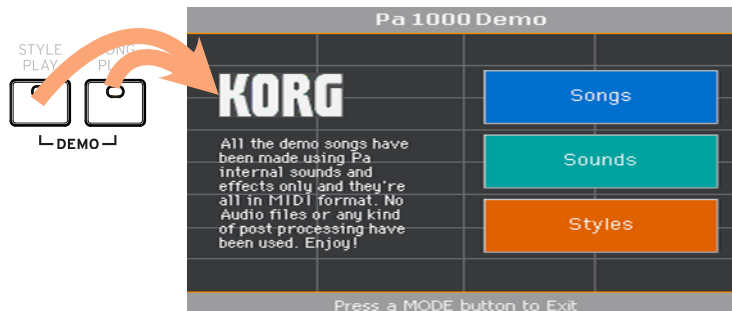 STYLE
PLAY
DEMO
Pa 1000 Demo
KORG
All the demo songs have
been made using Pa
internal sounds and
effects only and they're
all in MIDI format. No
Audio files or any kind
of post processing have
been used. Enjoy!
Songs
Sounds
Styles
Press a MODE button to Exit